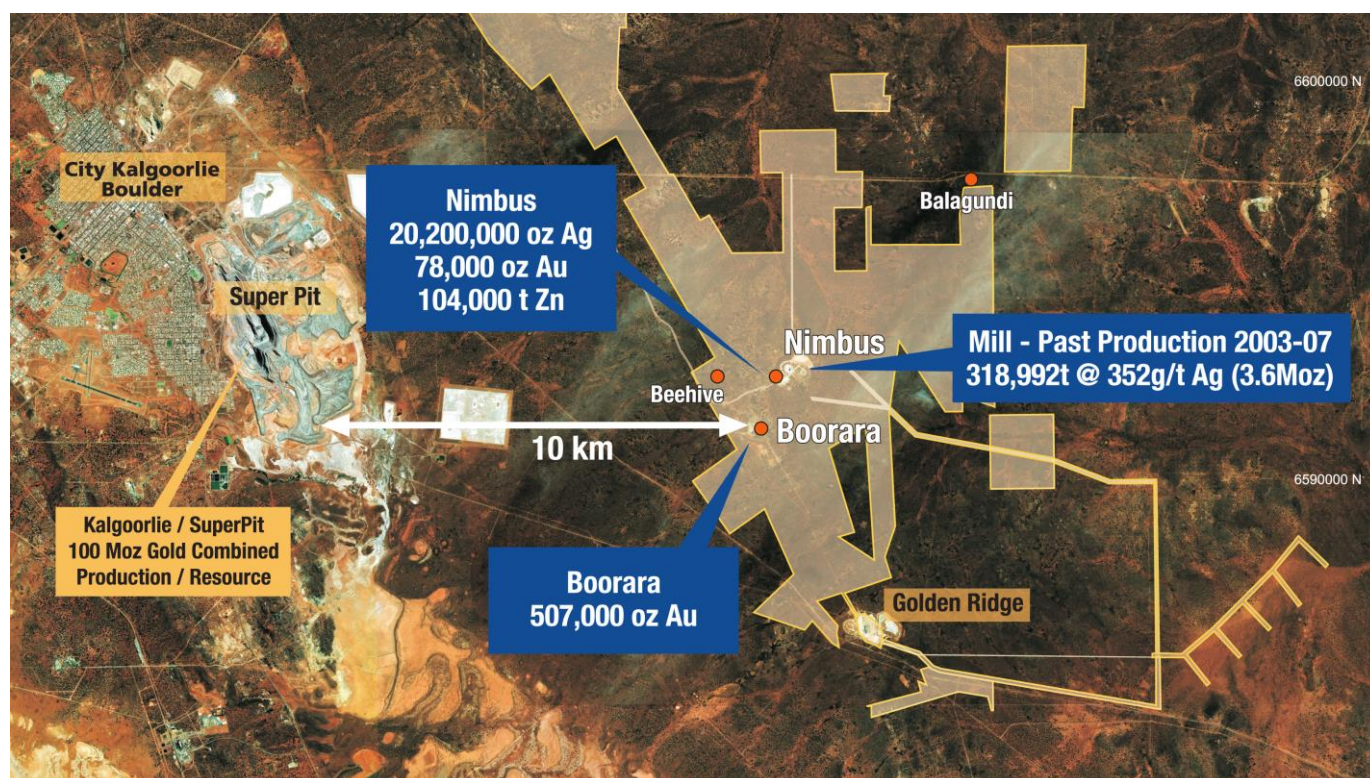 6600000 N
City Kalgoorlie
Boulder
Nimbus
20,200,000 oz Ag
78,000 oz Au
104,000 t Zn
Balagundi
Super Pit
Nimbus
Mill - Past Production 2003-07
318,992t @ 352g/t Ag (3.6Moz)
Beehive
Boorara
10 km
6590000 N
Kalgoorlie / SuperPit
100 Moz Gold Combined
Production / Resource
Boorara
507,000 oz Au
Golden Ridge